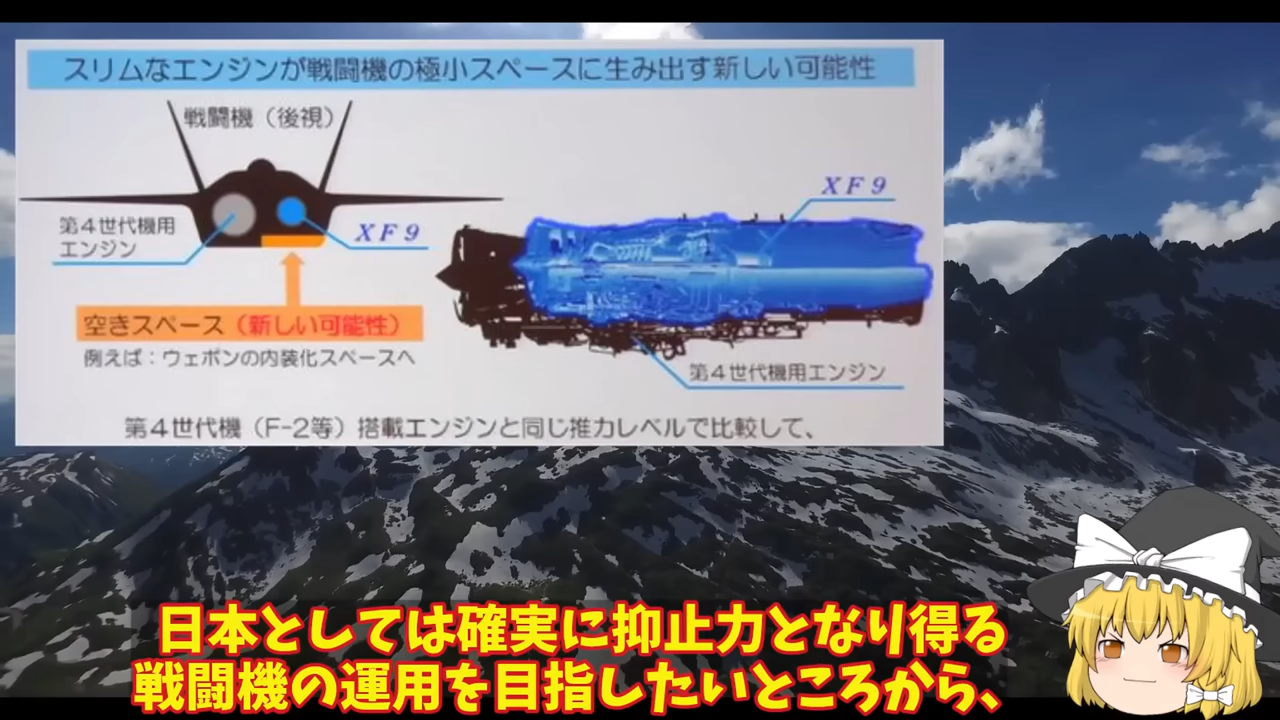 スリムなエンジンが戦闘機の極小スペースに生み出す新しい可能性
戦闘機（後視）
第４世代機用
エンジン
XF9
空きスペース（新しい可能性）
例えば：ウェポンの内装化スペースへ
XF9
第４世代機用エンジン
第４世代機（F-2等）搭載エンジンと同じ推力レベルで比較して、
日本としては確実に抑止力となり得る
戦闘機の運用を目指したいところから、